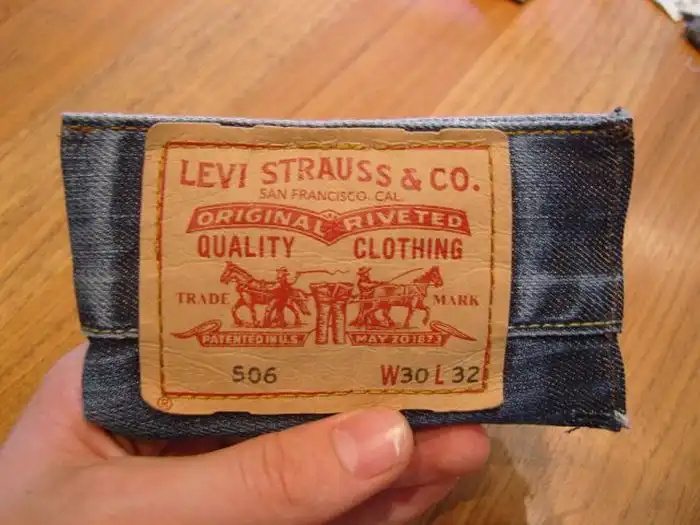 LEVI STRAUSS & CO.
SAN FRANCISCO. CAL.
ORIGINAL RIVETED
QUALITY CLOTHING
TRADE MARK
PATENTED IN U.S. MAY 20 1873
506 W30 L 32
®